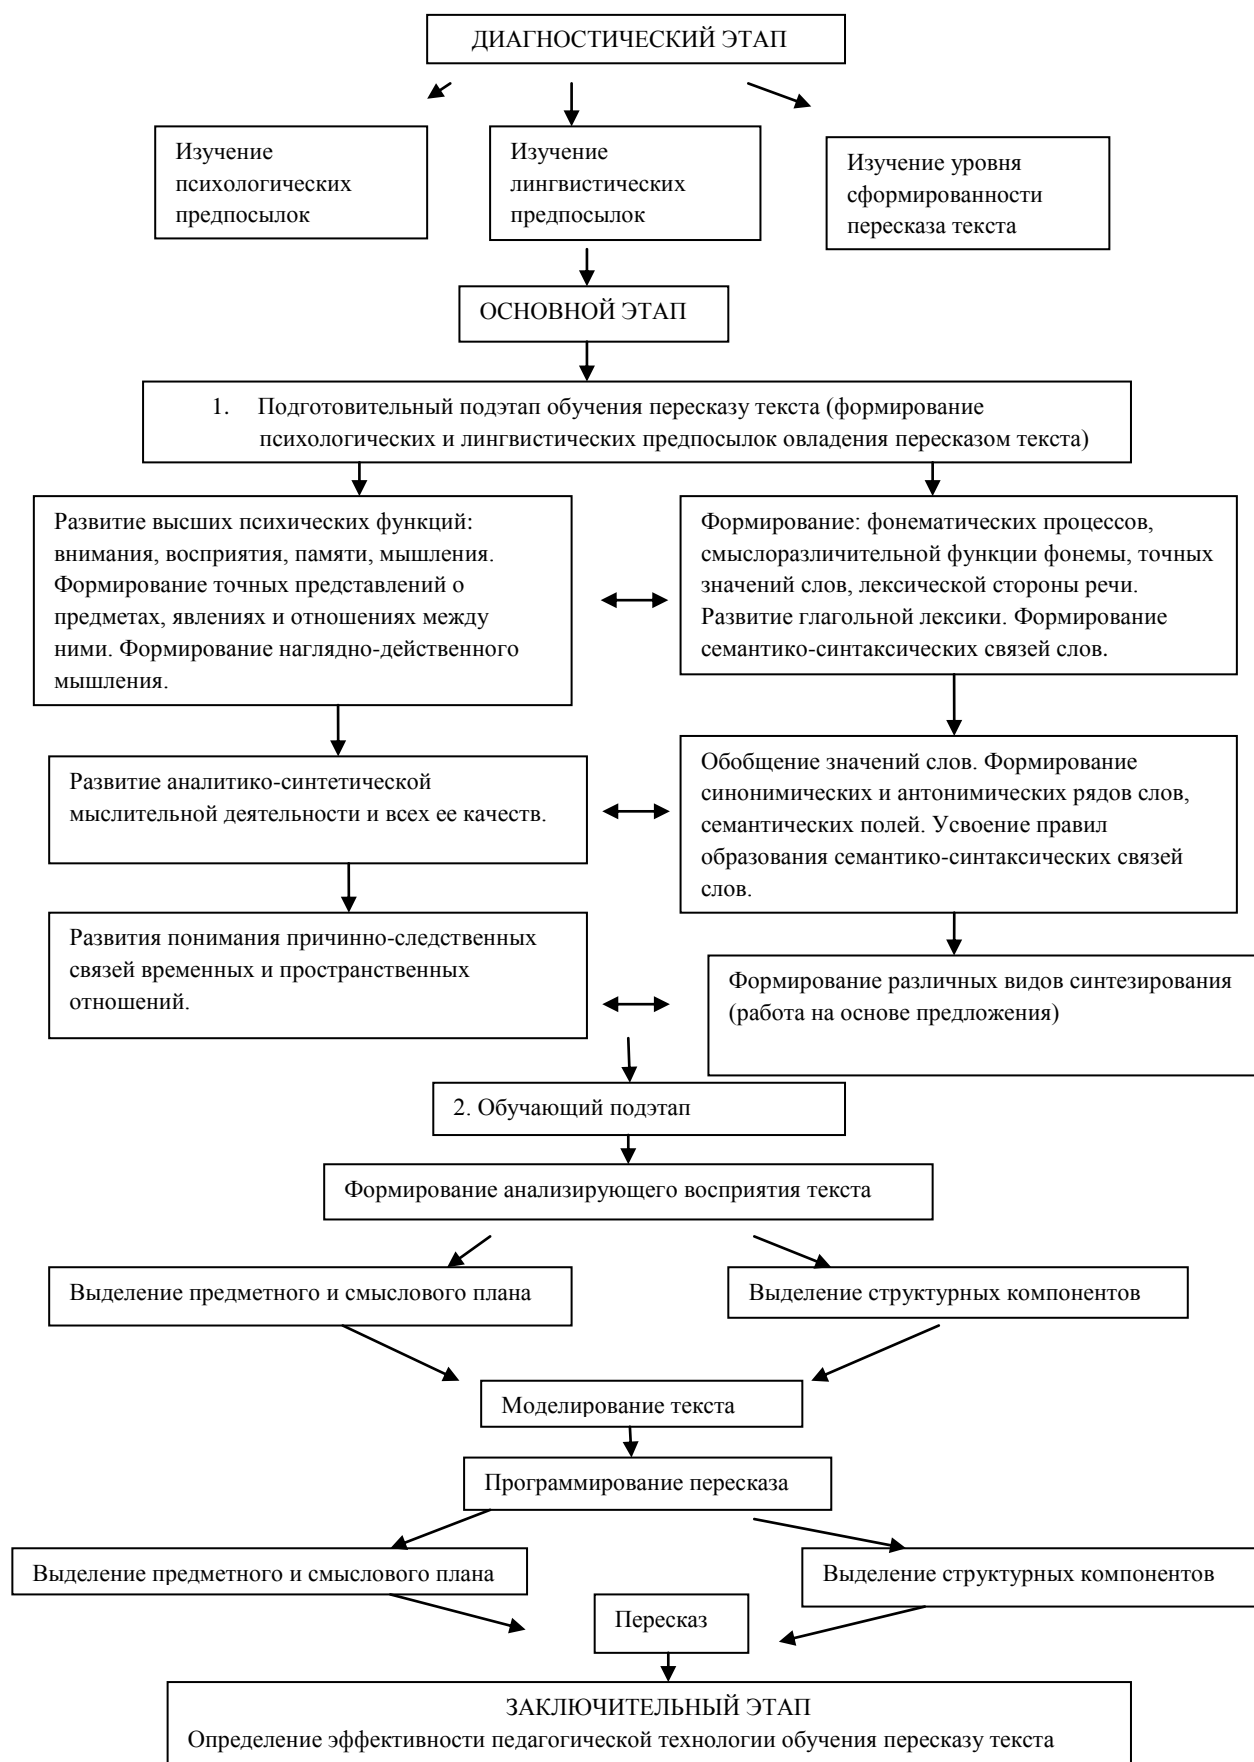 ДИАГНОСТИЧЕСКИЙ ЭТАП
Изучение
психологических
предпосылок
Изучение
лингвистических
предпосылок
Изучение уровня
сформированности
пересказа текста
ОСНОВНОЙ ЭТАП
1. Подготовительный подэтап обучения пересказу текста (формирование
психологических и лингвистических предпосылок овладения пересказом текста)
Развитие высших психических функций:
внимания, восприятия, памяти, мышления.
Формирование точных представлений о
предметах, явлениях и отношениях между
ними. Формирование наглядно-действенного
мышления.
Формирование: фонематических процессов,
смыслоразличительной функции фонемы, точных
значений слов, лексической стороны речи.
Развитие глагольной лексики. Формирование
семантико-синтаксических связей слов.
Развитие аналитико-синтетической
мыслительной деятельности и всех ее качеств.
Обобщение значений слов. Формирование
синонимических и антонимических рядов слов,
семантических полей. Усвоение правил
образования семантико-синтаксических связей
слов.
Развития понимания причинно-следственных
связей временных и пространственных
отношений.
Формирование различных видов синтезирования
(работа на основе предложения)
2. Обучающий подэтап
Формирование анализирующего восприятия текста
Выделение предметного и смыслового плана
Выделение структурных компонентов
Моделирование текста
Программирование пересказа
Выделение предметного и смыслового плана
Выделение структурных компонентов
Пересказ
ЗАКЛЮЧИТЕЛЬНЫЙ ЭТАП
Определение эффективности педагогической технологии обучения пересказу текста